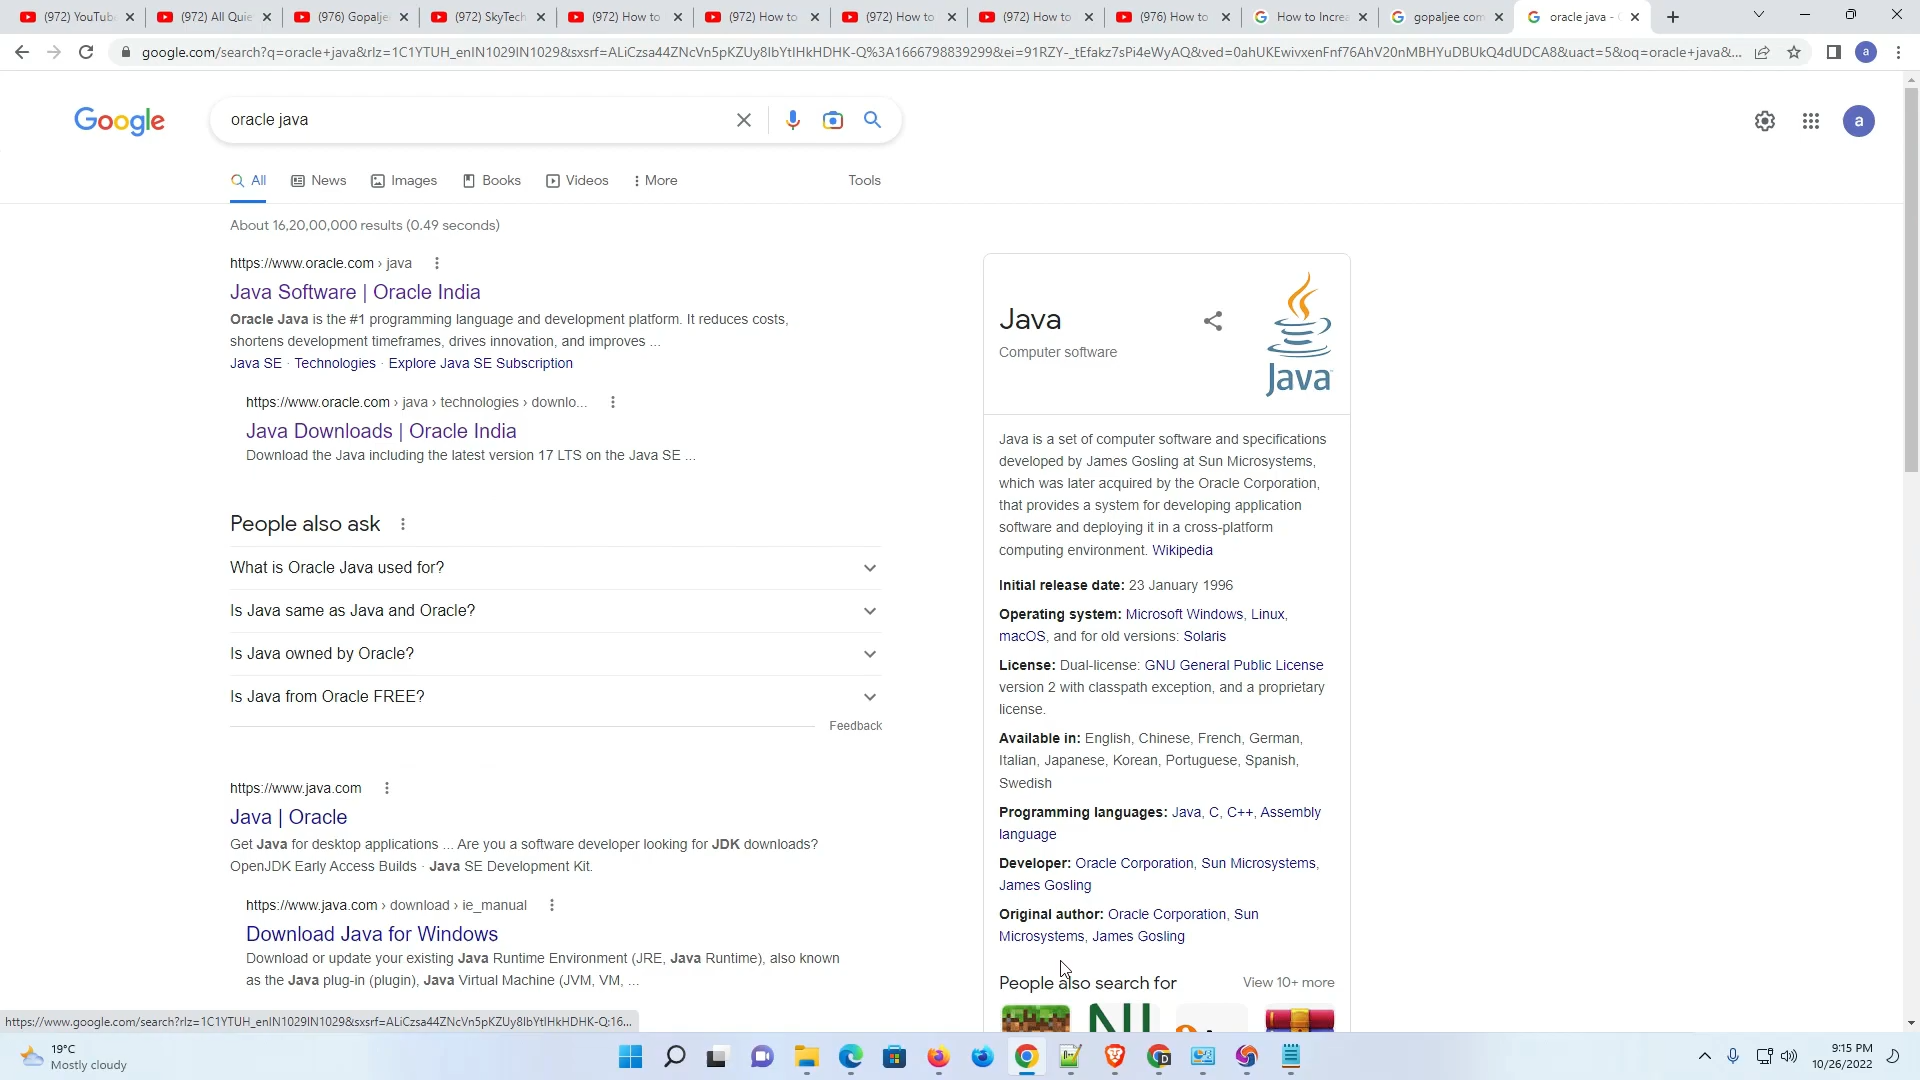 (972) YouTub
(972) All Quie
(976) Gopalje
(972) SkyTech
(972) How to
(972) How to
(972) How to
(972) How to
(976) How to
How to Increa
gopaljee com
oracle java -
google.com/search?q=oracle+java&rlz=1C1YTUH_enIN1029IN1029&sxsrf=ALiCzsa44ZNcVn5pKZUy8IbYtlHkHDHK-Q%3A1666798839299&ei=91RZY-_tEfakz7sPi4eWyAQ&ved=0ahUKEwivxenFnf76AhV20nMBHYuDBUkQ4dUDCA8&uact=5&oq=oracle+java&...
a
Google
oracle java
a
All
News
Images
Books
Videos
More
Tools
About 16,20,00,000 results (0.49 seconds)
https://www.oracle.com › java
Java Software | Oracle India
Oracle Java is the #1 programming language and development platform. It reduces costs,
shortens development timeframes, drives innovation, and improves ...
Java SE · Technologies · Explore Java SE Subscription
https://www.oracle.com › java › technologies › downlo...
Java Downloads | Oracle India
Download the Java including the latest version 17 LTS on the Java SE ...
People also ask
What is Oracle Java used for?
Is Java same as Java and Oracle?
Is Java owned by Oracle?
Is Java from Oracle FREE?
Feedback
https://www.java.com
Java | Oracle
Get Java for desktop applications ... Are you a software developer looking for JDK downloads?
OpenJDK Early Access Builds · Java SE Development Kit.
https://www.java.com › download › ie_manual
Download Java for Windows
Download or update your existing Java Runtime Environment (JRE, Java Runtime), also known
as the Java plug-in (plugin), Java Virtual Machine (JVM, VM, ...
Java
Computer software
Java
Java is a set of computer software and specifications
developed by James Gosling at Sun Microsystems,
which was later acquired by the Oracle Corporation,
that provides a system for developing application
software and deploying it in a cross-platform
computing environment. Wikipedia
Initial release date: 23 January 1996
Operating system: Microsoft Windows, Linux,
macOS, and for old versions: Solaris
License: Dual-license: GNU General Public License
version 2 with classpath exception, and a proprietary
license.
Available in: English, Chinese, French, German,
Italian, Japanese, Korean, Portuguese, Spanish,
Swedish
Programming languages: Java, C, C++, Assembly
language
Developer: Oracle Corporation, Sun Microsystems,
James Gosling
Original author: Oracle Corporation, Sun
Microsystems, James Gosling
People also search for
View 10+ more
https://www.google.com/search?rlz=1C1YTUH_enIN1029IN1029&sxsrf=ALiCzsa44ZNcVn5pKZUy8IbYtlHkHDHK-Q:16...
19°C
Mostly cloudy
9:15 PM
10/26/2022